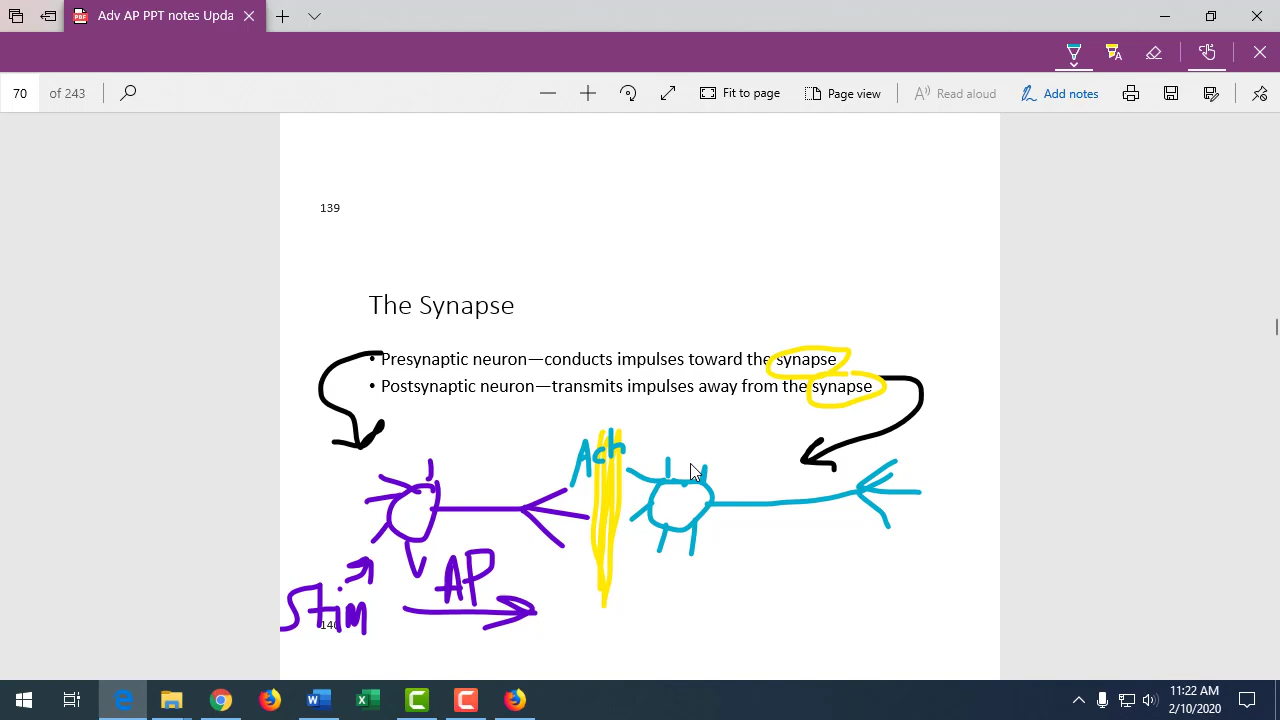 Adv AP PPT notes Upda
70 of 243
Fit to page
Page view
Read aloud
Add notes
139
The Synapse
• Presynaptic neuron—conducts impulses toward the synapse
• Postsynaptic neuron—transmits impulses away from the synapse
Ach
AP
Stim
140
11:22 AM
2/10/2020